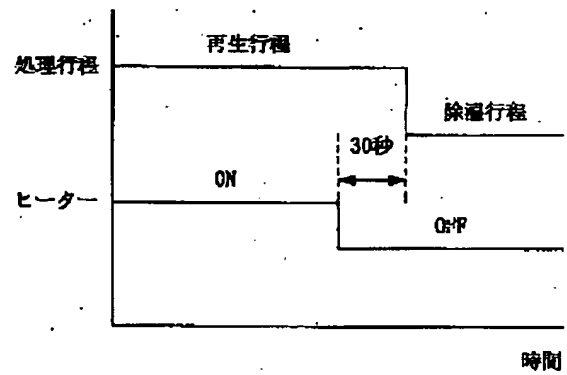 再生行程
処理行程
除湿行程
30秒
ON
ヒーター
OFF
時間